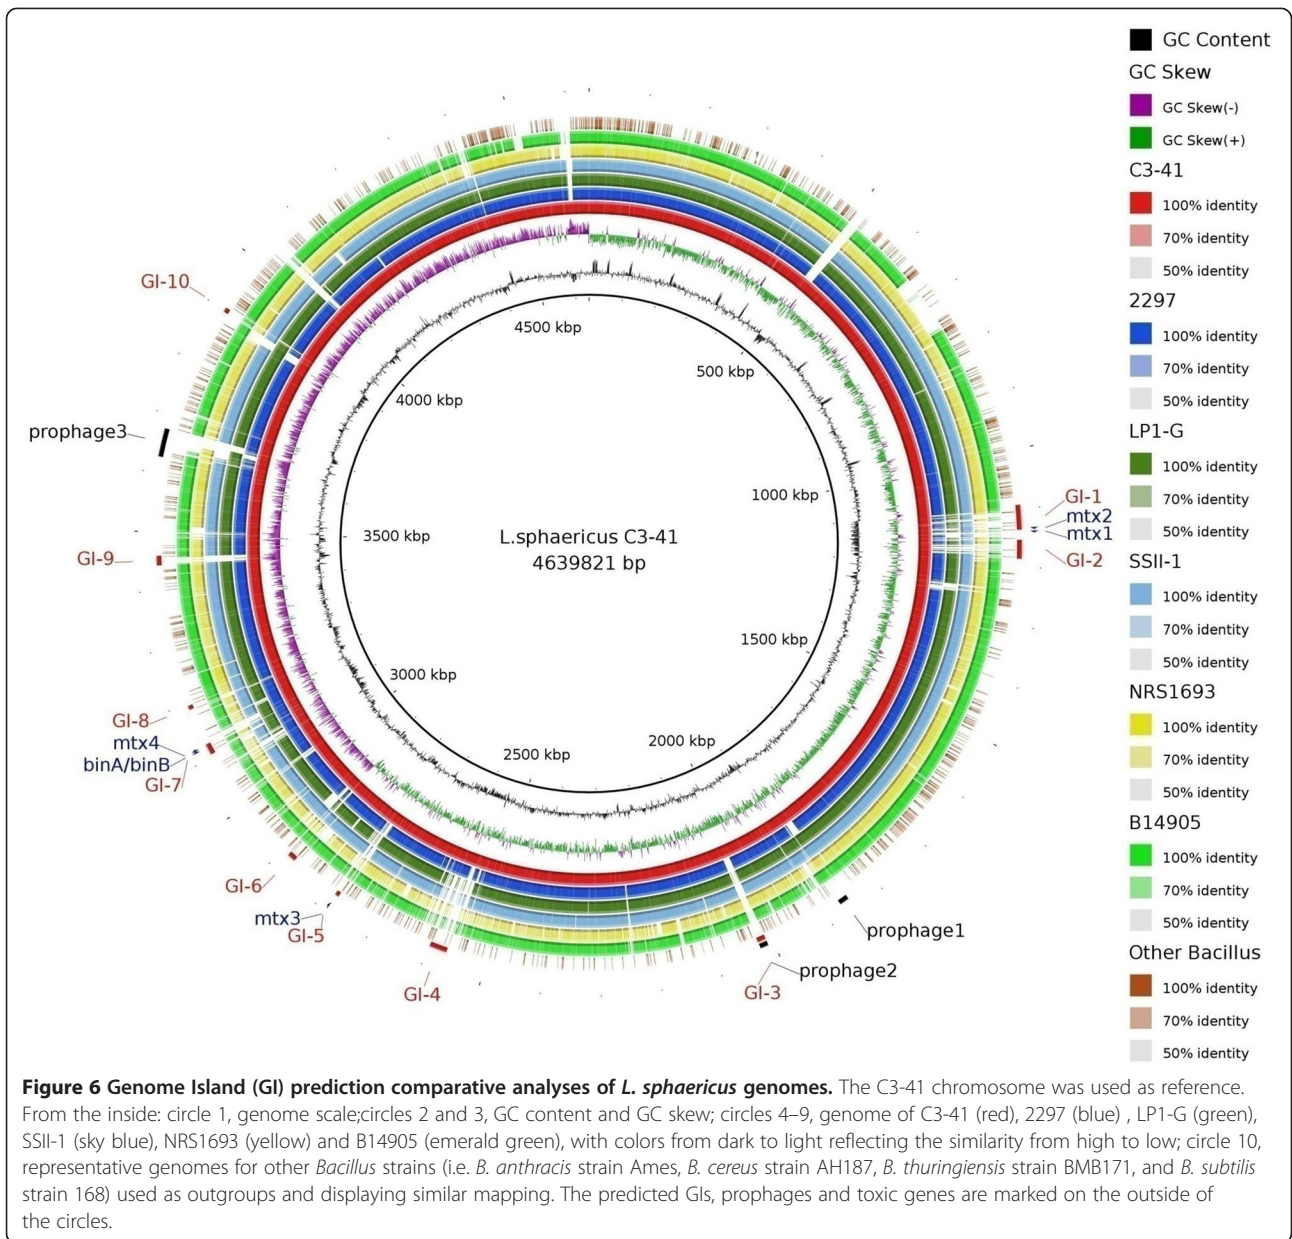 GC Content
GC Skew
GC Skew(-)
GC Skew(+)
C3-41
100% identity
70% identity
50% identity
2297
100% identity
70% identity
50% identity
LP1-G
100% identity
70% identity
50% identity
SSII-1
100% identity
70% identity
50% identity
NRS1693
100% identity
70% identity
50% identity
B14905
100% identity
70% identity
50% identity
Other Bacillus
100% identity
70% identity
50% identity
GI-10
prophage3
GI-9
GI-8
mtx4
binA/binB
GI-7
GI-6
mtx3
GI-5
GI-4
GI-3
prophage2
prophage1
GI-1
mtx2
mtx1
GI-2
4500 kbp
500 kbp
4000 kbp
1000 kbp
3500 kbp
L.sphaericus C3-41
4639821 bp
1500 kbp
3000 kbp
2000 kbp
2500 kbp
Figure 6 Genome Island (GI) prediction comparative analyses of L. sphaericus genomes. The C3-41 chromosome was used as reference.
From the inside: circle 1, genome scale;circles 2 and 3, GC content and GC skew; circles 4–9, genome of C3-41 (red), 2297 (blue) , LP1-G (green),
SSII-1 (sky blue), NRS1693 (yellow) and B14905 (emerald green), with colors from dark to light reflecting the similarity from high to low; circle 10,
representative genomes for other Bacillus strains (i.e. B. anthracis strain Ames, B. cereus strain AH187, B. thuringiensis strain BMB171, and B. subtilis
strain 168) used as outgroups and displaying similar mapping. The predicted GIs, prophages and toxic genes are marked on the outside of
the circles.